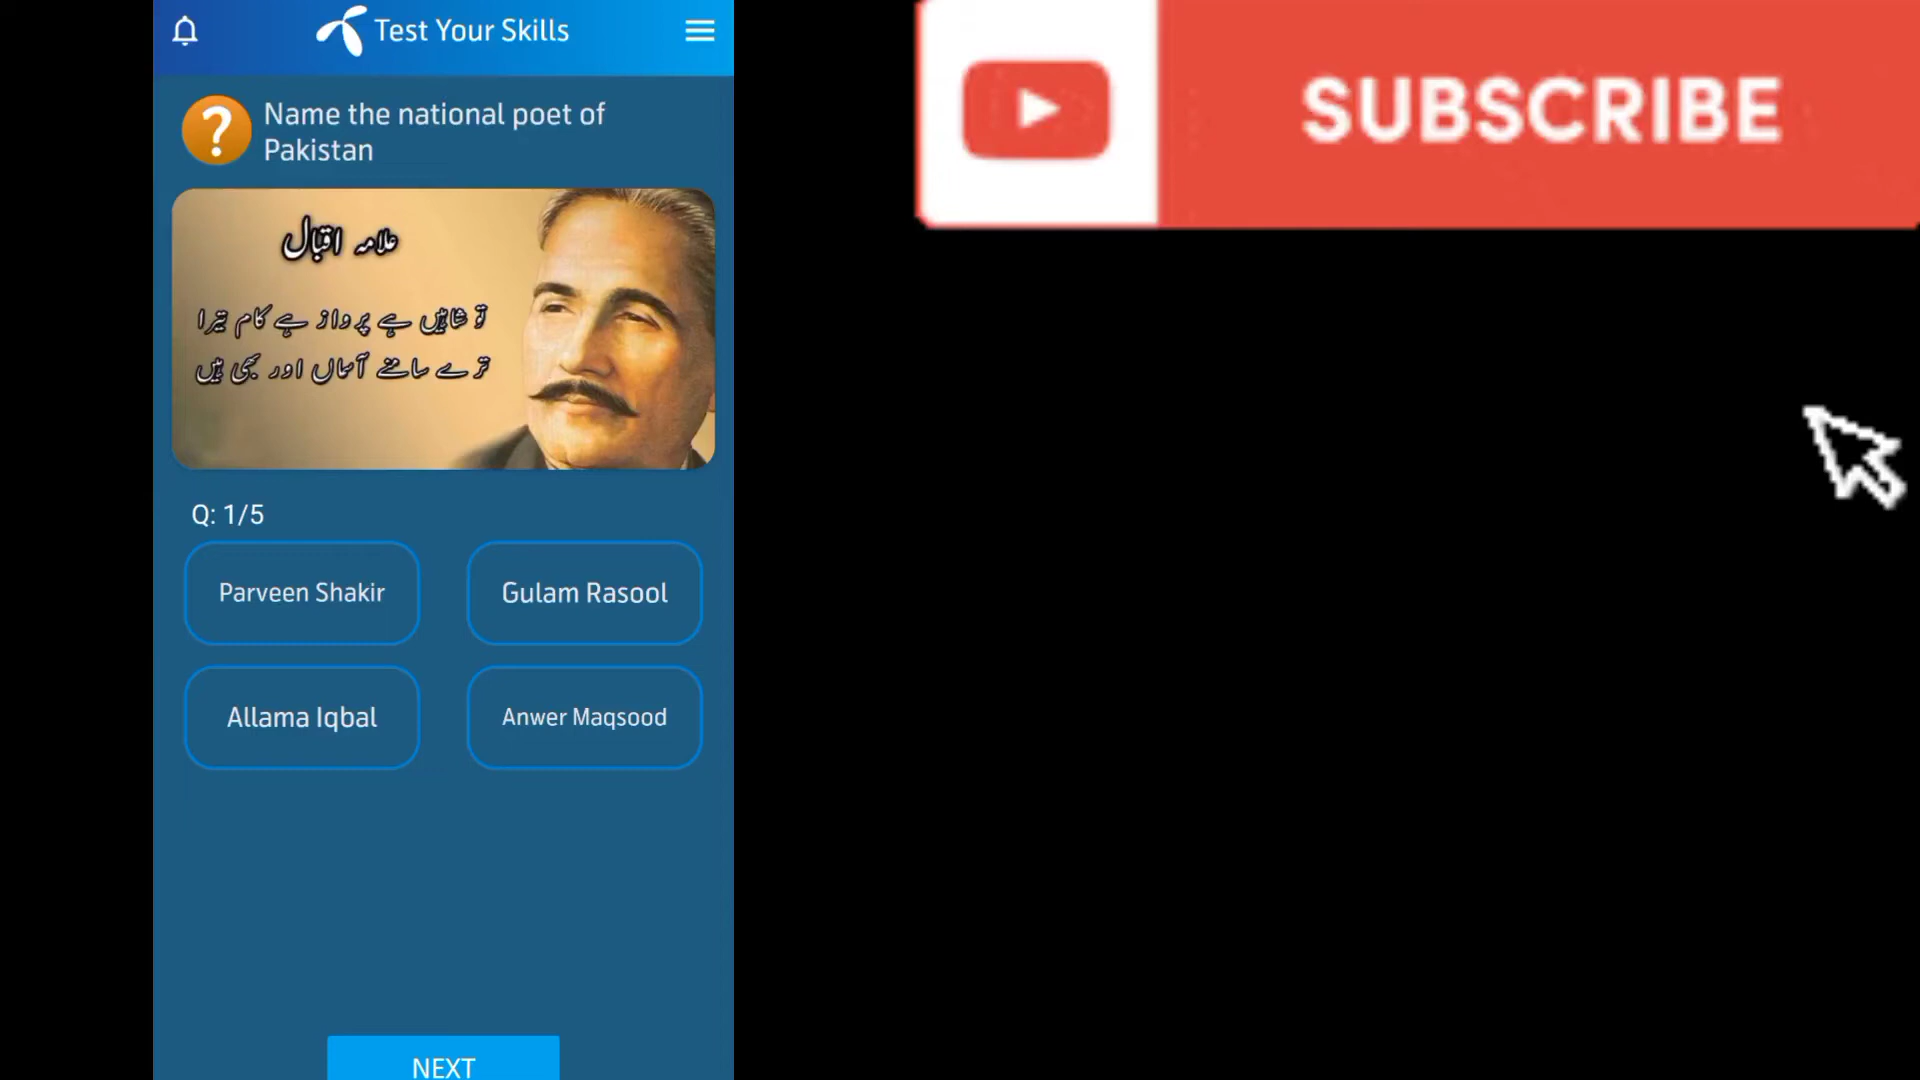 Test Your Skills
SUBSCRIBE
Name the national poet of
Pakistan
علامہ اقبال
تو شاہیں ہے پرواز ہے کام تیرا
ترے سامنے آسماں اور بھی ہیں
Q: 1/5
Parveen Shakir
Gulam Rasool
Allama Iqbal
Anwer Maqsood
NEXT